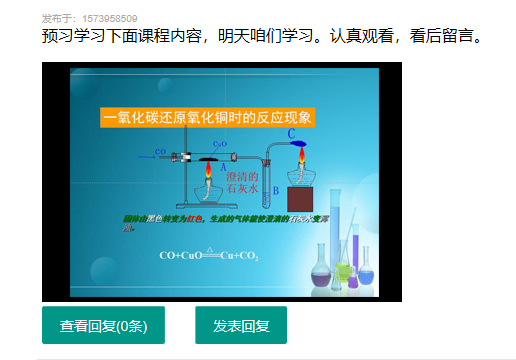 发布于：1573958509
预习学习下面课程内容，明天咱们学习。认真观看，看后留言。
一氧化碳还原氧化铜时的反应现象
C
CuO
CO
A
澄清的
石灰水
B
固体由黑色转变为红色，生成的气体能使澄清的石灰水变浑
浊。
△
CO+CuO═Cu+CO₂
查看回复(0条)
发表回复